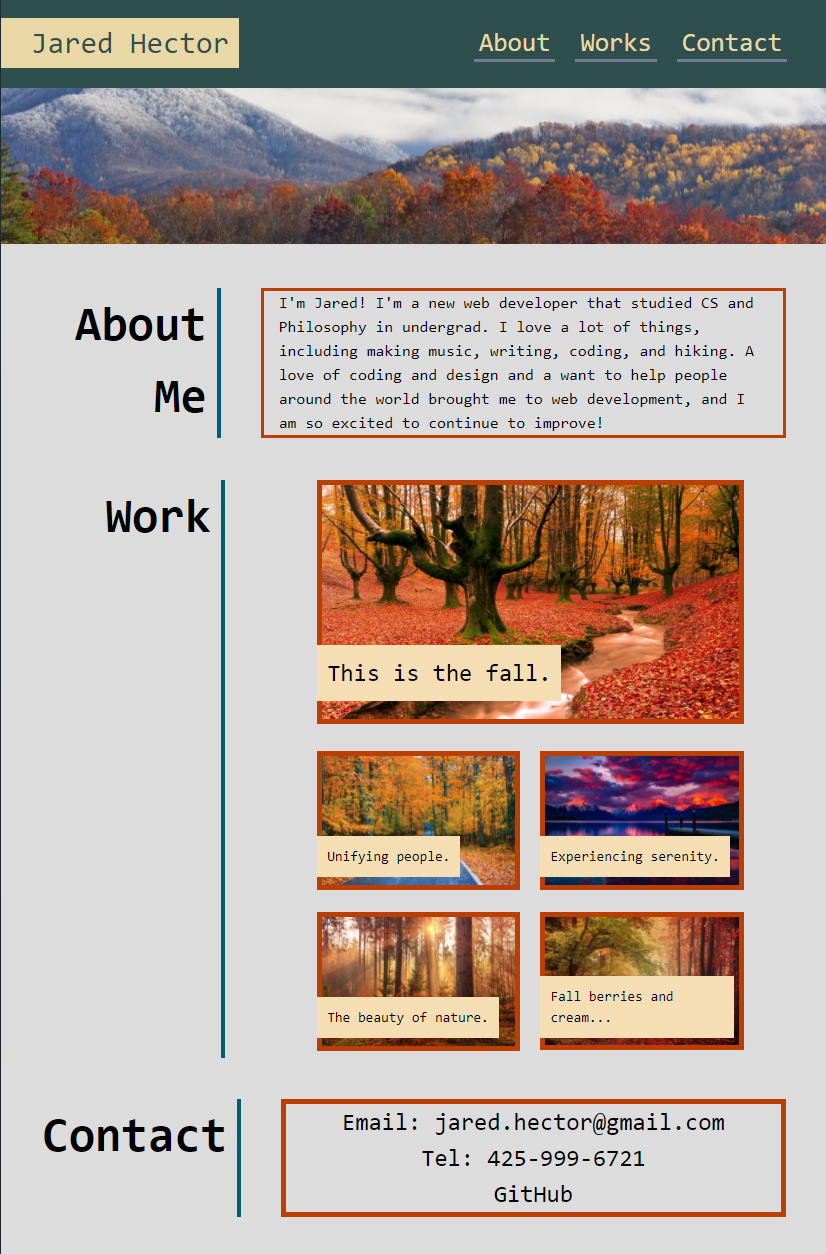 Jared Hector
About Works Contact
About
Me
I'm Jared! I'm a new web developer that studied CS and
Philosophy in undergrad. I love a lot of things,
including making music, writing, coding, and hiking. A
love of coding and design and a want to help people
around the world brought me to web development, and I
am so excited to continue to improve!
Work
This is the fall.
Unifying people.
Experiencing serenity.
The beauty of nature.
Fall berries and
cream...
Contact
Email: jared.hector@gmail.com
Tel: 425-999-6721
GitHub